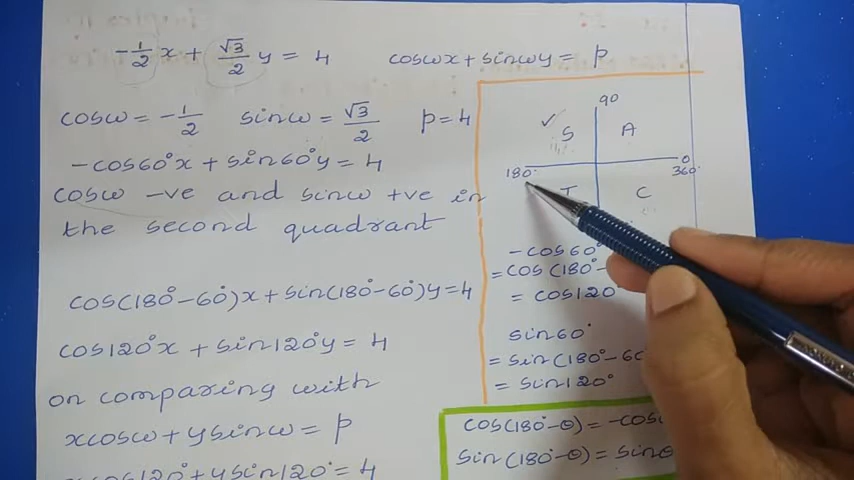 -1/2 x + √3/2 y = 4
cosωx + sinωy = p
cosω = -1/2 sinω = √3/2 p = 4
-cos60°x + sin60°y = 4
cosω -ve and sinω +ve in
the second quadrant
cos(180°-60°)x + sin(180°-60°)y = 4
cos120°x + sin120°y = 4
on comparing with
xcosω + ysinω = p
xcos120° + ysin120° = 4
90
✓ S A
180° 0
360°
T C
-cos60°
= cos(180°-
= cos120°
sin60°
= sin(180°-60
= sin120°
cos(180°-θ) = -cos
sin(180°-θ) = sinθ